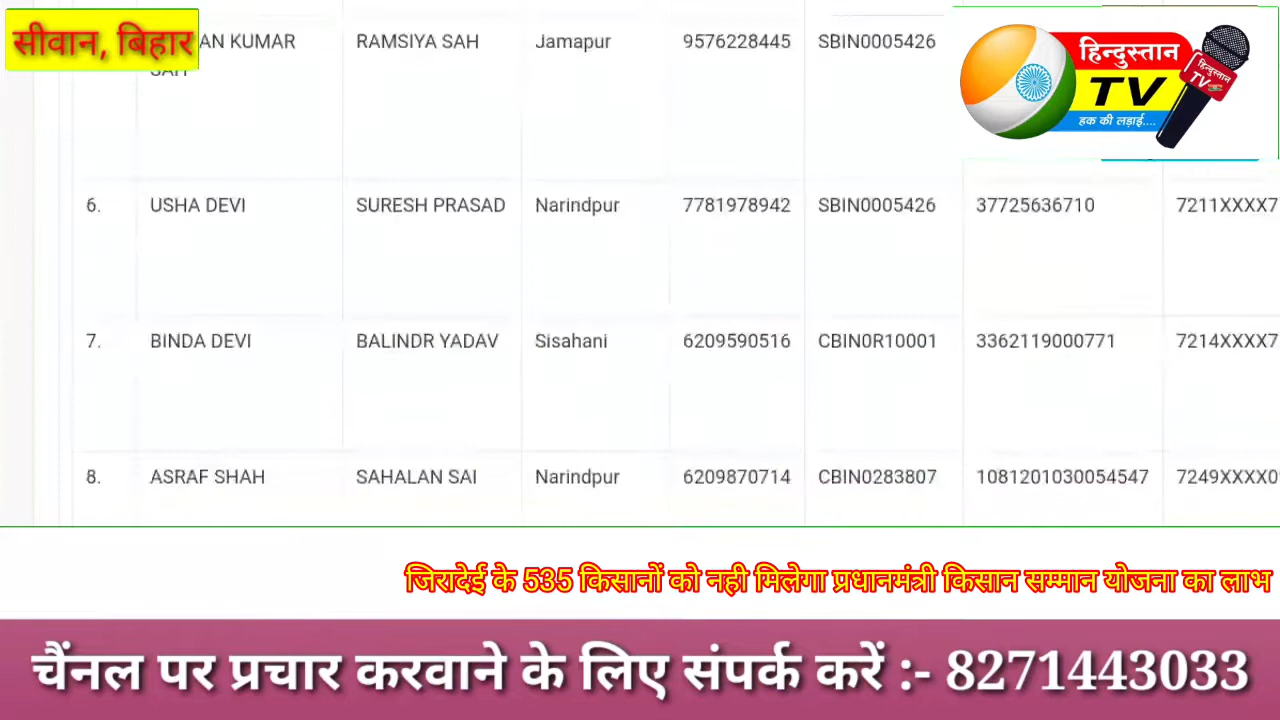 सीवान, बिहार
AN KUMAR RAMSIYA SAH Jamapur 9576228445 SBIN0005426
SAH
हिन्दुस्तान
TV
हक की लड़ाई....
हिन्दुस्तान
TV
6. USHA DEVI SURESH PRASAD Narindpur 7781978942 SBIN0005426 37725636710 7211XXXX7
7. BINDA DEVI BALINDR YADAV Sisahani 6209590516 CBIN0R10001 3362119000771 7214XXXX7
8. ASRAF SHAH SAHALAN SAI Narindpur 6209870714 CBIN0283807 1081201030054547 7249XXXX0
जिरादेई के 535 किसानों को नही मिलेगा प्रधानमंत्री किसान सम्मान योजना का लाभ
चैंनल पर प्रचार करवाने के लिए संपर्क करें :- 8271443033